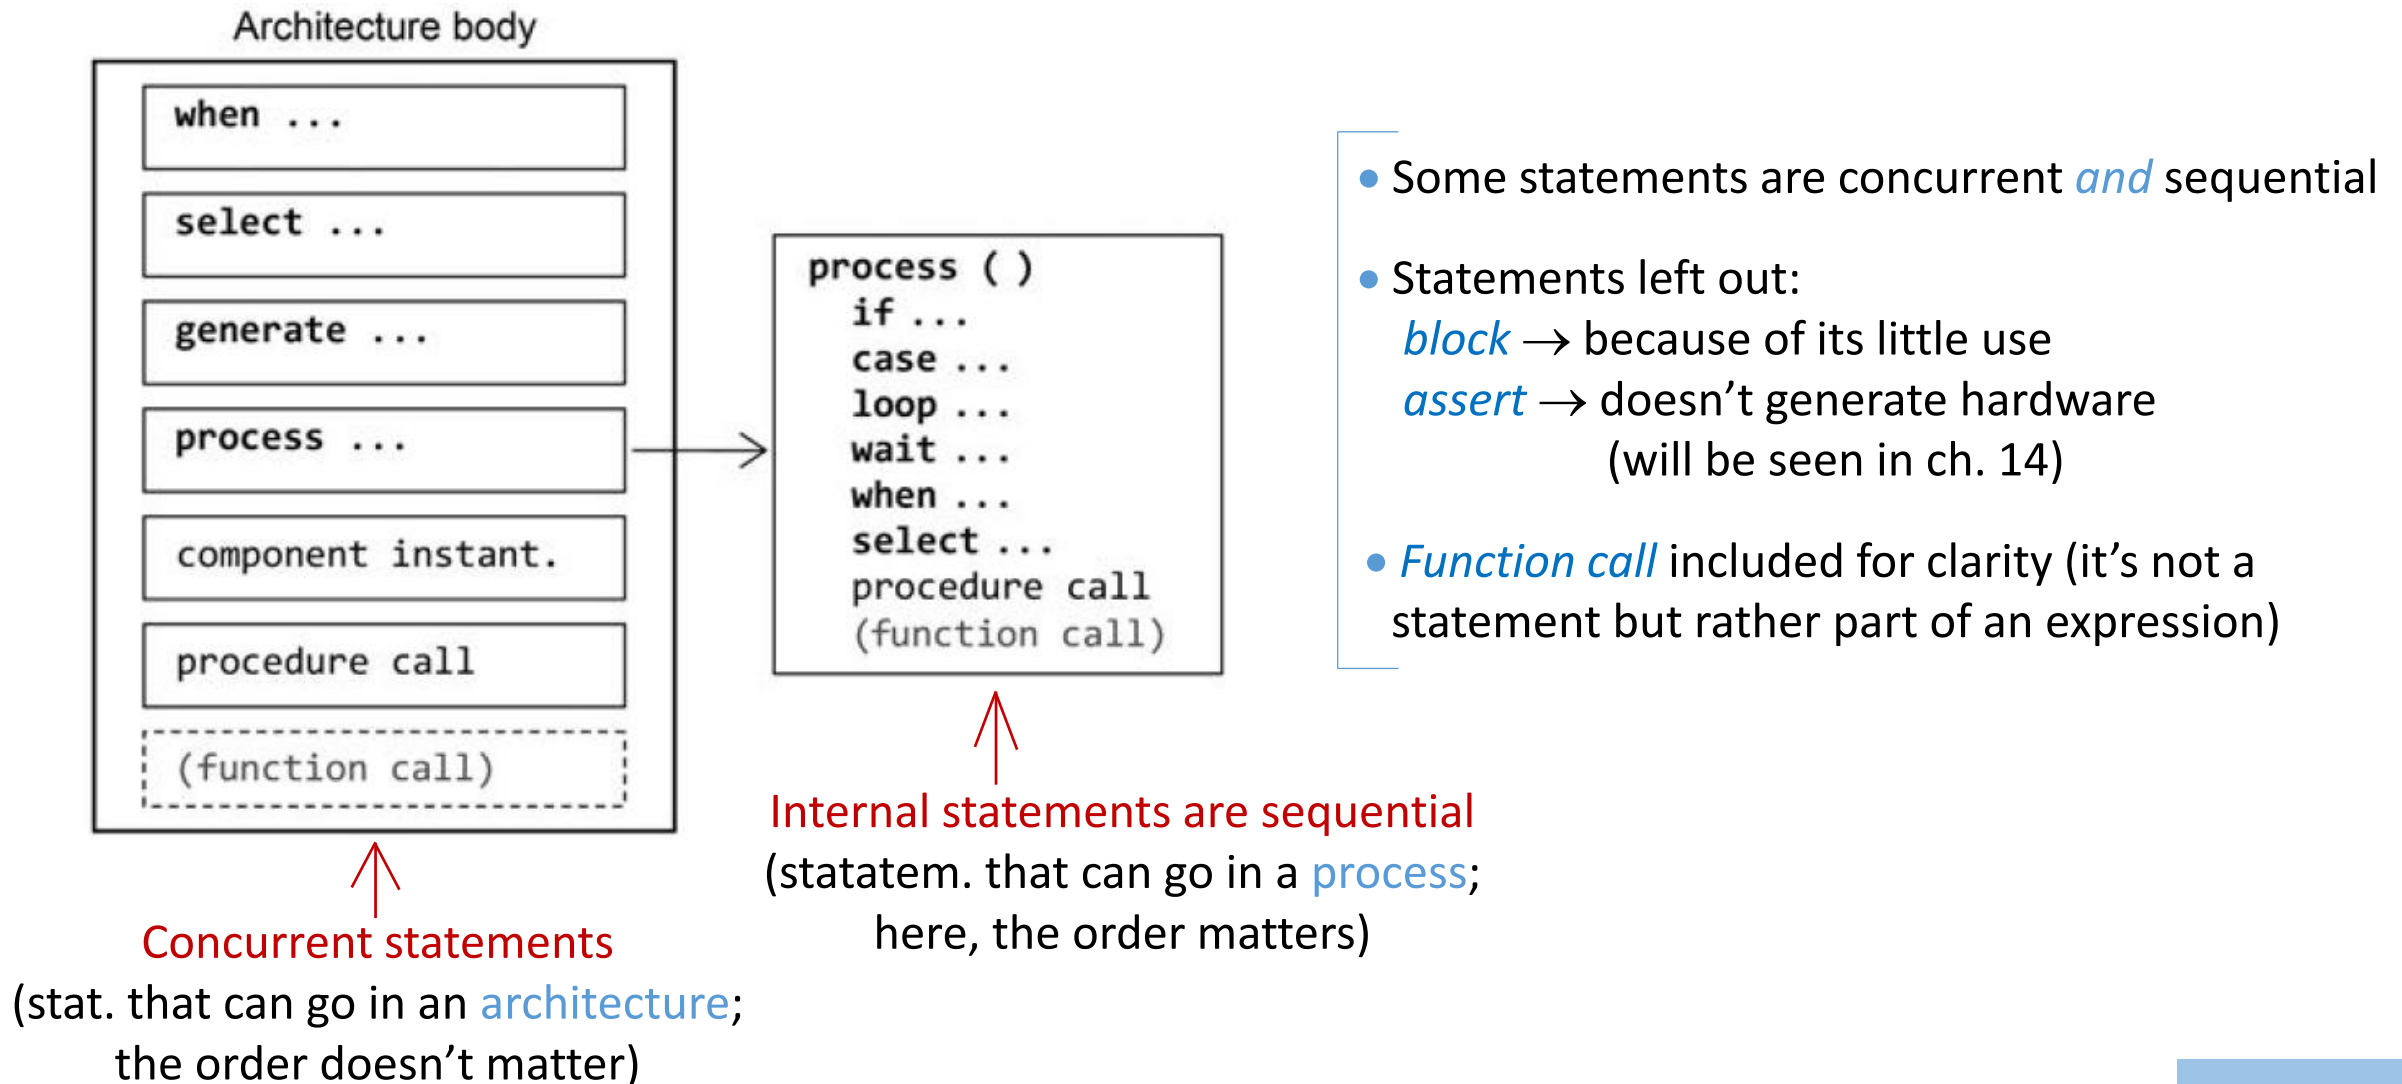 Architecture body
when ...
select ...
generate ...
process ...
component instant.
procedure call
(function call)
Concurrent statements
(stat. that can go in an architecture;
the order doesn’t matter)
process ( )
if ...
case ...
loop ...
wait ...
when ...
select ...
procedure call
(function call)
Internal statements are sequential
(statatem. that can go in a process;
here, the order matters)
• Some statements are concurrent and sequential
• Statements left out:
block → because of its little use
assert → doesn’t generate hardware
(will be seen in ch. 14)
• Function call included for clarity (it’s not a
statement but rather part of an expression)